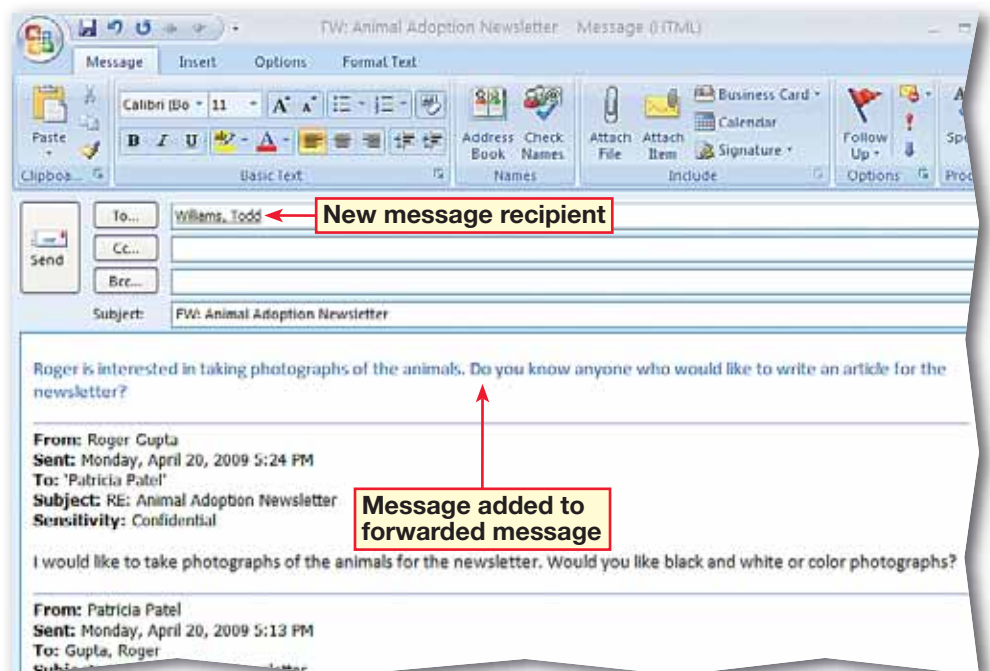 FW: Animal Adoption Newsletter Message (HTML)
Message Insert Options Format Text
Paste
Calibri (Bo 11
A A
B I U A
Address Book
Check Names
Attach File
Attach Item
Business Card
Calendar
Signature
Follow Up
Clipboa...
Basic Text
Names
Include
Options
To...
Williams, Todd
New message recipient
Send
Cc...
Bcc...
Subject:
FW: Animal Adoption Newsletter
Roger is interested in taking photographs of the animals. Do you know anyone who would like to write an article for the
newsletter?
From: Roger Gupta
Sent: Monday, April 20, 2009 5:24 PM
To: 'Patricia Patel'
Subject: RE: Animal Adoption Newsletter
Sensitivity: Confidential
Message added to
forwarded message
I would like to take photographs of the animals for the newsletter. Would you like black and white or color photographs?
From: Patricia Patel
Sent: Monday, April 20, 2009 5:13 PM
To: Gupta, Roger